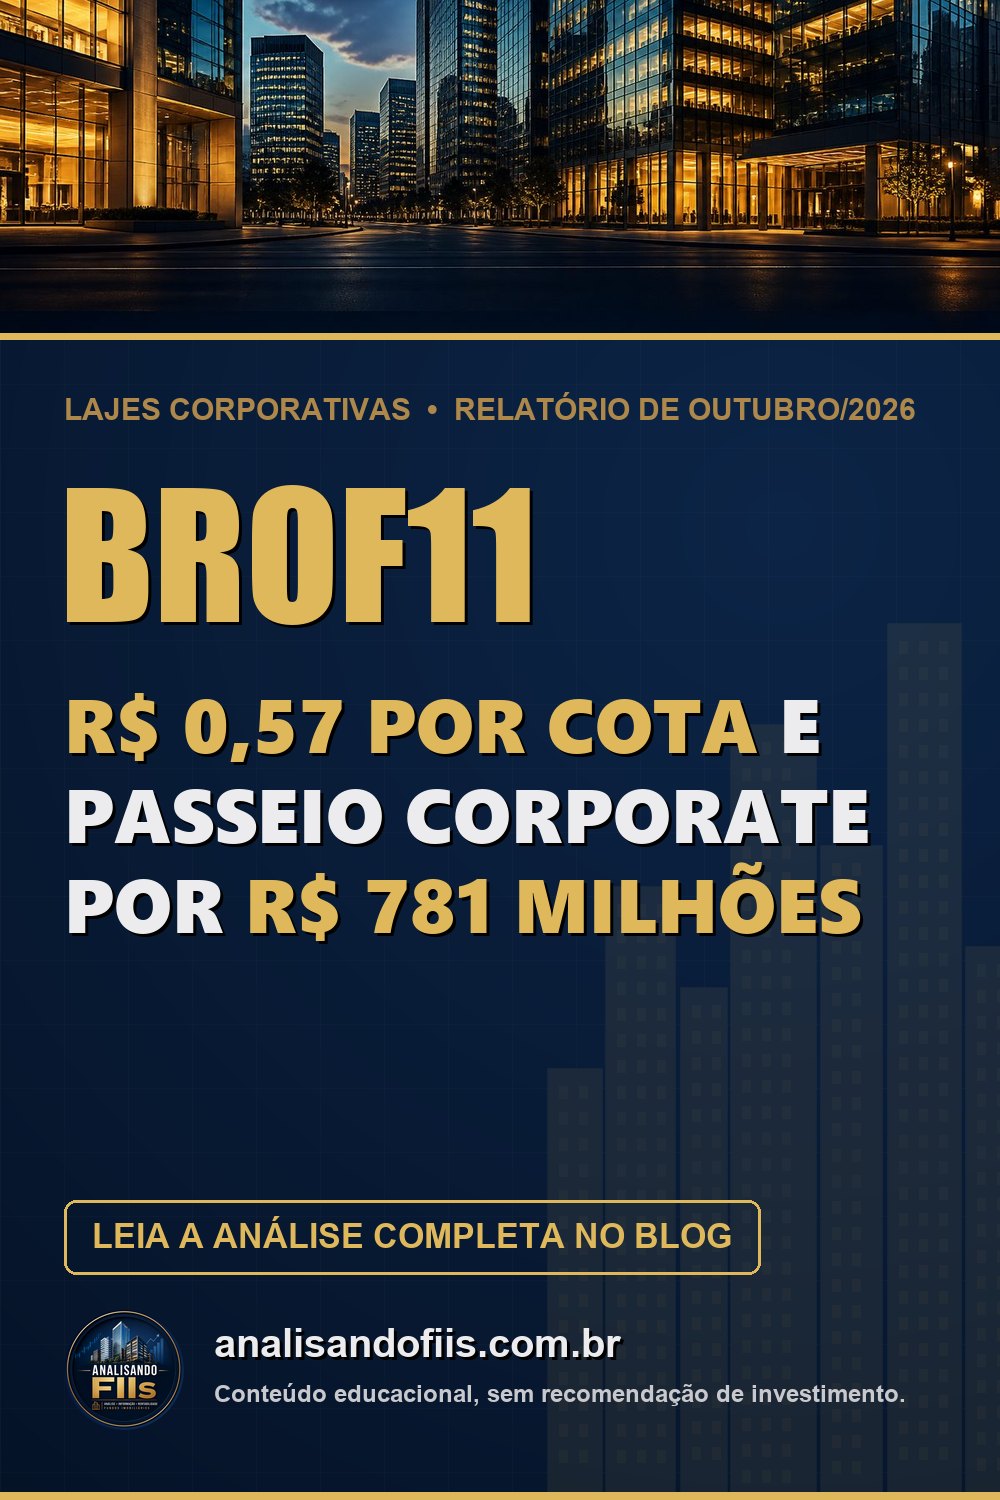 LAJES CORPORATIVAS • RELATÓRIO DE OUTUBRO/2026
BROF11
R$ 0,57 POR COTA E
PASSEIO CORPORATE
POR R$ 781 MILHÕES
LEIA A ANÁLISE COMPLETA NO BLOG
ANALISANDO
FIIs
analisandofiis.com.br
Conteúdo educacional, sem recomendação de investimento.